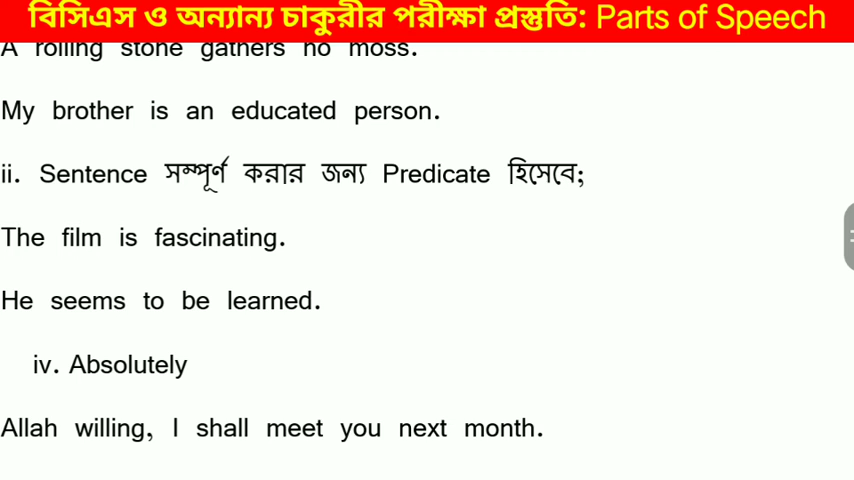 বিসিএস ও অন্যান্য চাকুরীর পরীক্ষা প্রস্তুতি: Parts of Speech
A rolling stone gathers no moss.
My brother is an educated person.
ii. Sentence সম্পূর্ণ করার জন্য Predicate হিসেবে;
The film is fascinating.
He seems to be learned.
iv. Absolutely
Allah willing, I shall meet you next month.